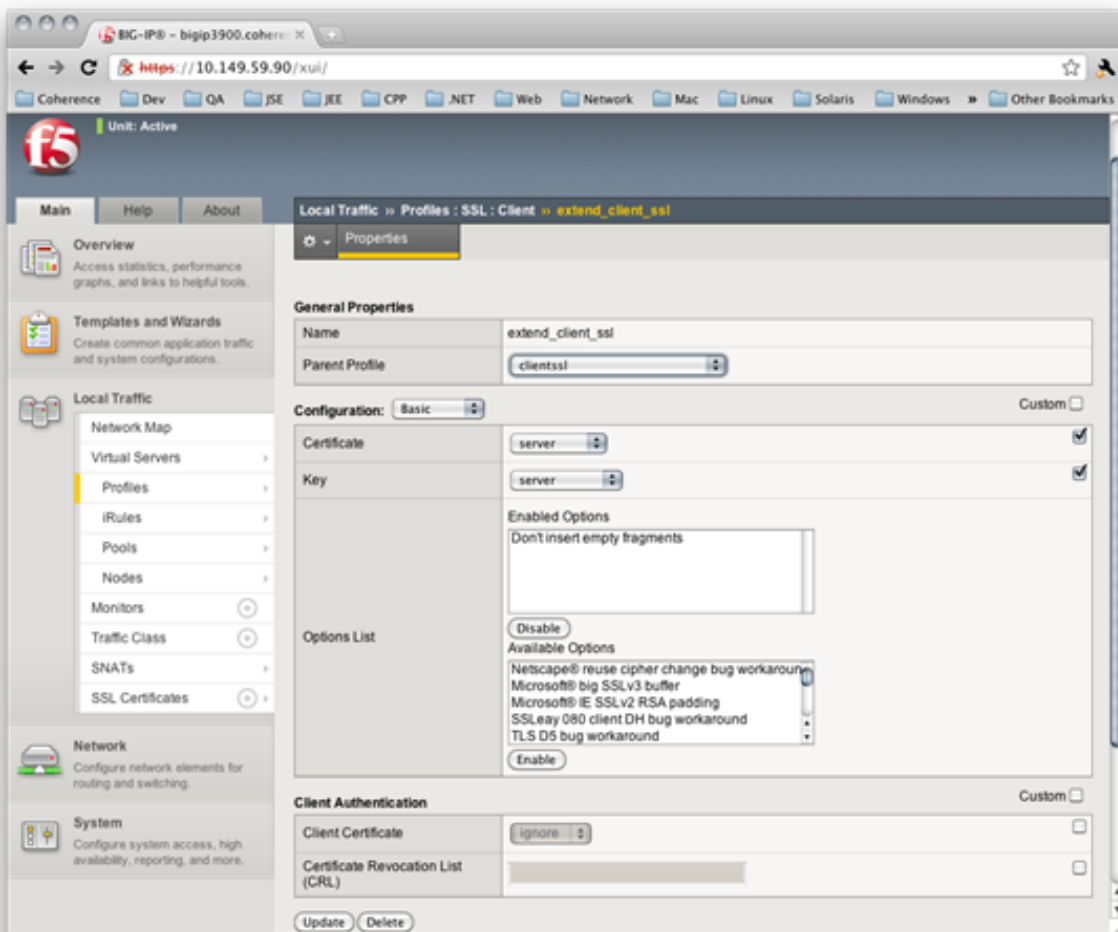 BIG-IP® – bigip3900.cohere
https://10.149.59.90/xui/
Coherence Dev QA JSE JEE CPP .NET Web Network Mac Linux Solaris Windows » Other Bookmarks
f5
Unit: Active
Main Help About
Local Traffic » Profiles : SSL : Client » extend_client_ssl
Properties
Overview
Access statistics, performance
graphs, and links to helpful tools.
Templates and Wizards
Create common application traffic
and system configurations.
Local Traffic
Network Map
Virtual Servers
Profiles
iRules
Pools
Nodes
Monitors
Traffic Class
SNATs
SSL Certificates
Network
Configure network elements for
routing and switching.
System
Configure system access, high
availability, reporting, and more.
General Properties
Name extend_client_ssl
Parent Profile clientssl
Configuration: Basic Custom
Certificate server
Key server
Options List
Enabled Options
Don't insert empty fragments
Disable
Available Options
Netscape® reuse cipher change bug workaroun
Microsoft® big SSLv3 buffer
Microsoft® IE SSLv2 RSA padding
SSLeay 080 client DH bug workaround
TLS D5 bug workaround
Enable
Client Authentication Custom
Client Certificate ignore
Certificate Revocation List
(CRL)
Update Delete